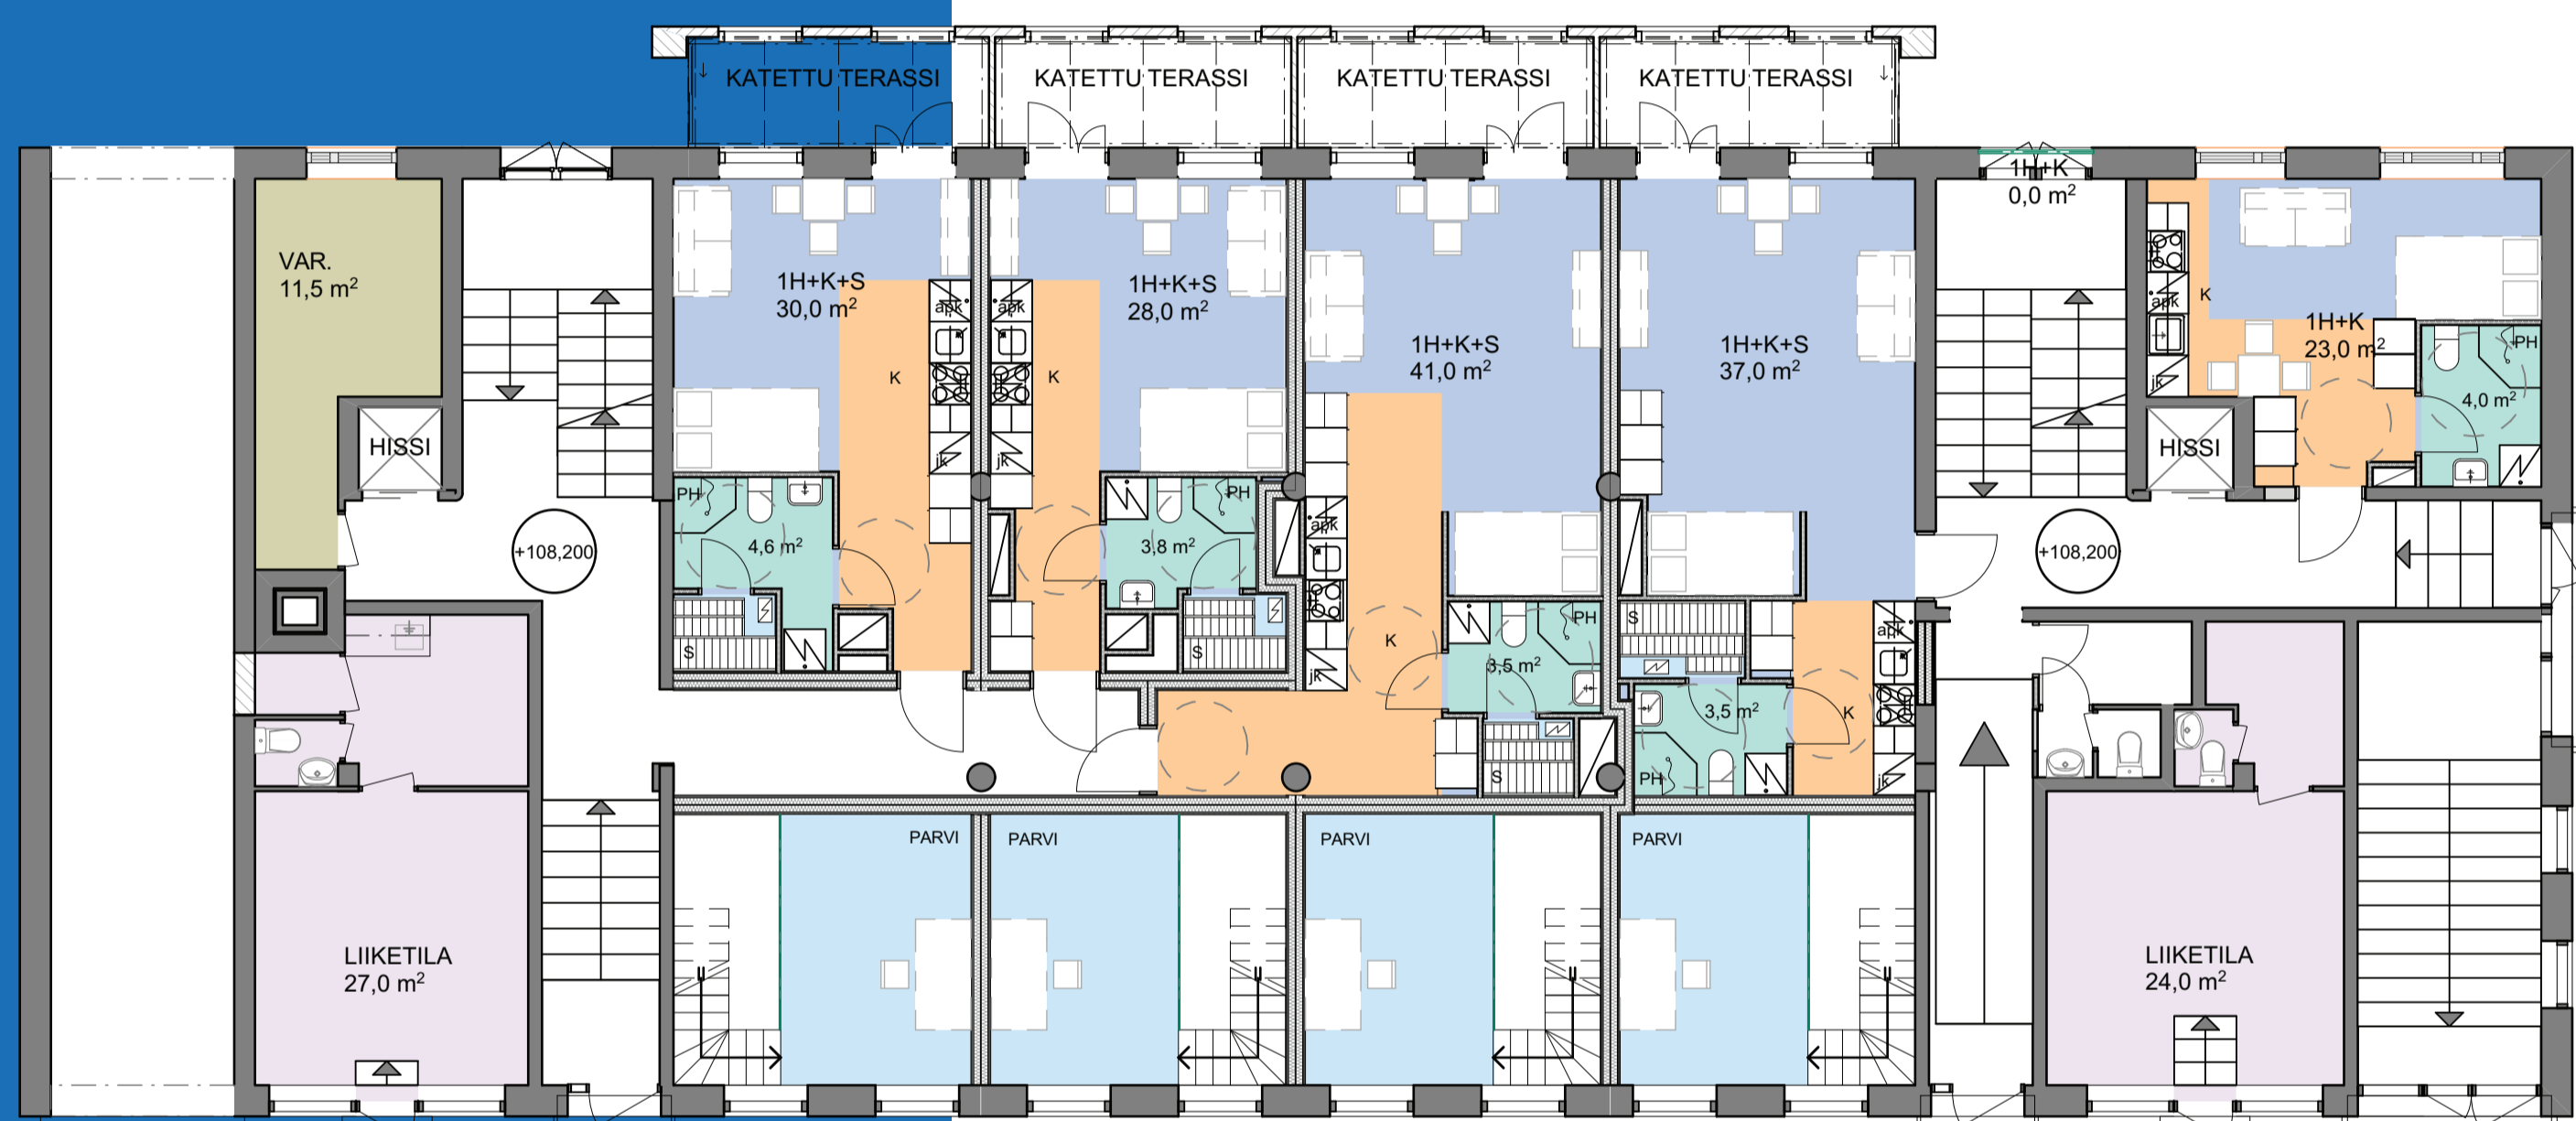 KATETTU TERASSI
KATETTU TERASSI
KATETTU TERASSI
KATETTU TERASSI
VAR.
11,5 m²
HISSI
+108,200
1H+K+S
30,0 m²
apk
K
jk
PH
4,6 m²
S
1H+K+S
28,0 m²
apk
K
jk
PH
3,8 m²
S
1H+K+S
41,0 m²
apk
K
jk
PH
3,5 m²
S
1H+K+S
37,0 m²
S
apk
K
jk
3,5 m²
PH
1H+K
0,0 m²
1H+K
23,0 m²
K
apk
jk
PH
4,0 m²
HISSI
+108,200
LIIKETILA
27,0 m²
PARVI
PARVI
PARVI
PARVI
LIIKETILA
24,0 m²